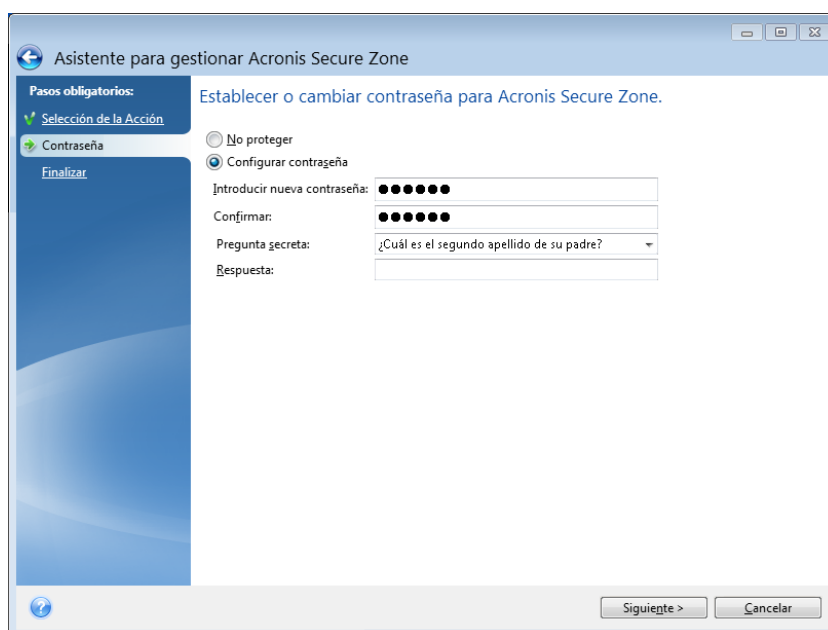 Asistente para gestionar Acronis Secure Zone
Pasos obligatorios:
Selección de la Acción
Contraseña
Finalizar
Establecer o cambiar contraseña para Acronis Secure Zone.
No proteger
Configurar contraseña
Introducir nueva contraseña: ●●●●●●
Confirmar: ●●●●●●
Pregunta secreta: ¿Cuál es el segundo apellido de su padre?
Respuesta:
Siguiente > Cancelar